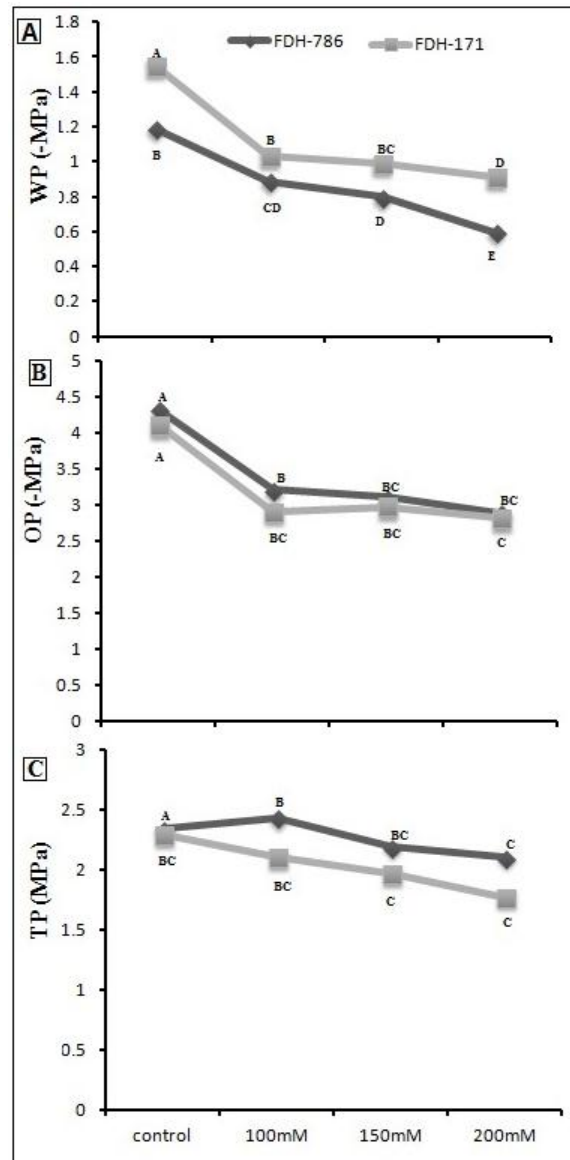 A
FDH-786 FDH-171
WP (-MPa)
1.8
1.6
1.4
1.2
1
0.8
0.6
0.4
0.2
0
A
B
B
CD
BC
D
D
E
B
OP (-MPa)
5
4.5
4
3.5
3
2.5
2
1.5
1
0.5
0
A
A
B
BC
BC
BC
BC
C
C
TP (MPa)
3
2.5
2
1.5
1
0.5
0
A
BC
B
BC
BC
C
C
C
control 100mM 150mM 200mM